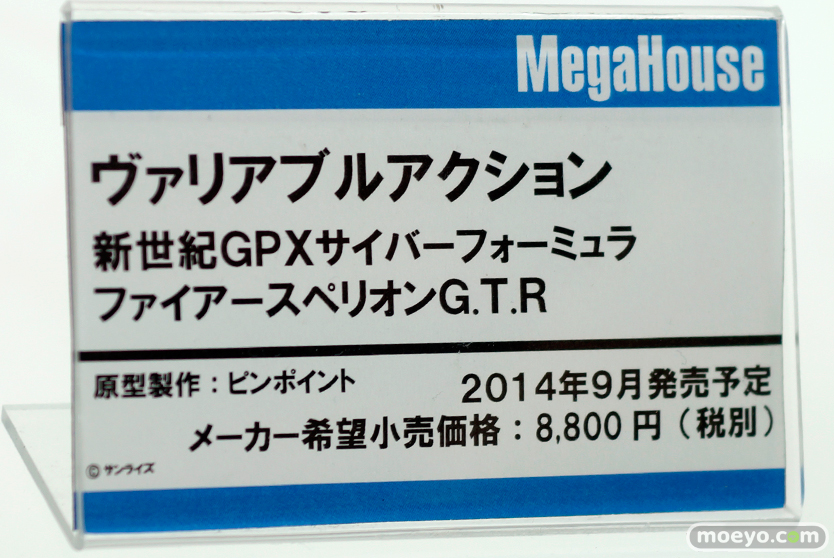 MegaHouse
ヴァリアブルアクション
新世紀GPXサイバーフォーミュラ
ファイアースペリオンG.T.R
原型製作：ピンポイント
2014年9月発売予定
メーカー希望小売価格：8,800円（税別）
©サンライズ
moeyo.com